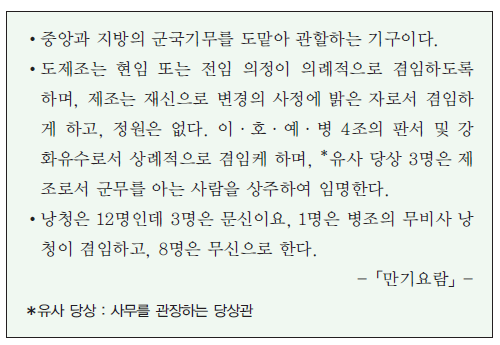 • 중앙과 지방의 군국기무를 도맡아 관할하는 기구이다.
• 도제조는 현임 또는 전임 의정이 의례적으로 겸임하도록
하며, 제조는 재신으로 변경의 사정에 밝은 자로서 겸임하
게 하고, 정원은 없다. 이·호·예·병 4조의 판서 및 강
화유수로서 상례적으로 겸임케 하며, *유사 당상 3명은 제
조로서 군무를 아는 사람을 상주하여 임명한다.
• 낭청은 12명인데 3명은 문신이요, 1명은 병조의 무비사 낭
청이 겸임하고, 8명은 무신으로 한다.
- 「만기요람」 -
*유사 당상 : 사무를 관장하는 당상관